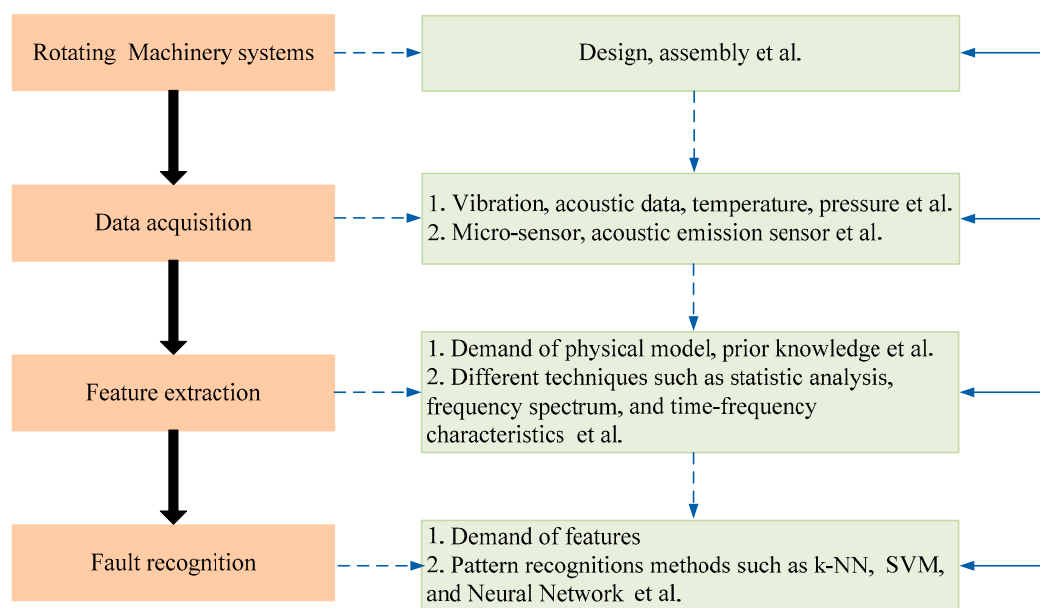 Rotating Machinery systems
Design, assembly et al.
Data acquisition
1. Vibration, acoustic data, temperature, pressure et al.
2. Micro-sensor, acoustic emission sensor et al.
Feature extraction
1. Demand of physical model, prior knowledge et al.
2. Different techniques such as statistic analysis,
frequency spectrum, and time-frequency
characteristics et al.
Fault recognition
1. Demand of features
2. Pattern recognitions methods such as k-NN, SVM,
and Neural Network et al.